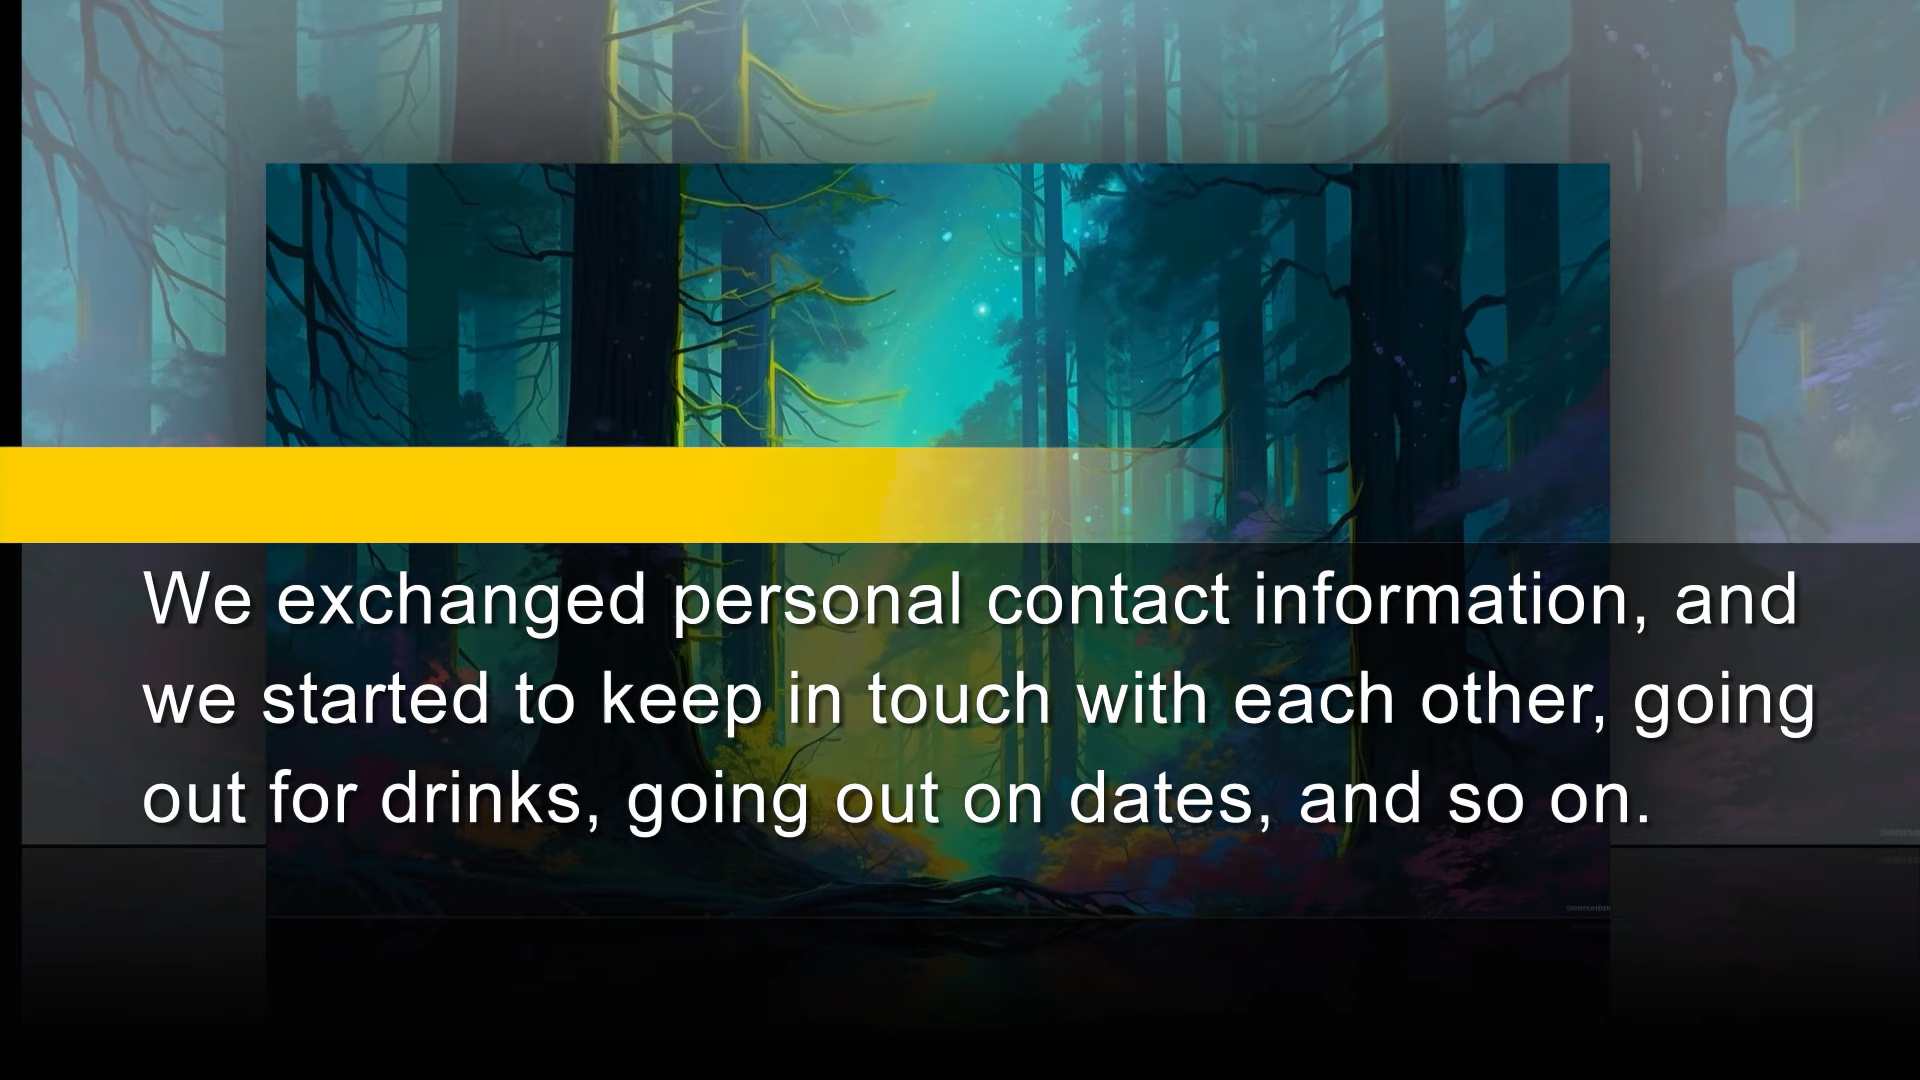 We exchanged personal contact information, and
we started to keep in touch with each other, going
out for drinks, going out on dates, and so on.